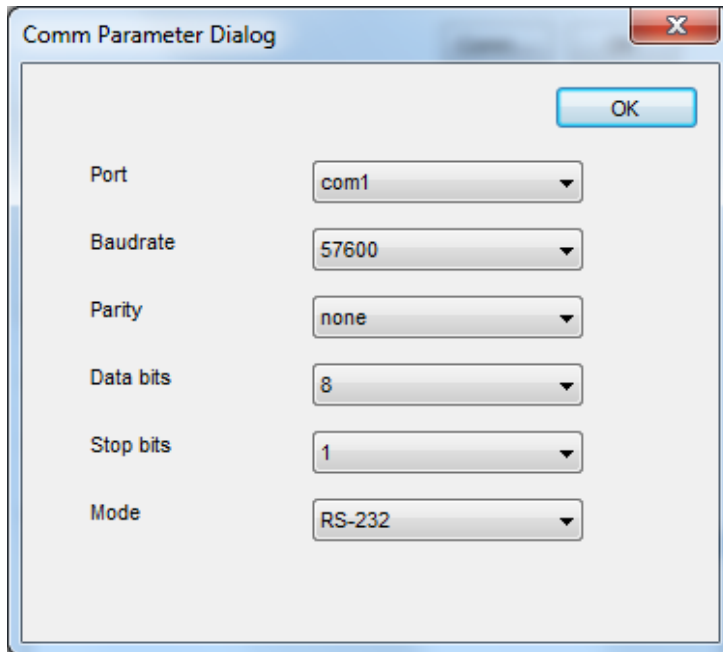 Comm Parameter Dialog
OK
Port com1
Baudrate 57600
Parity none
Data bits 8
Stop bits 1
Mode RS-232